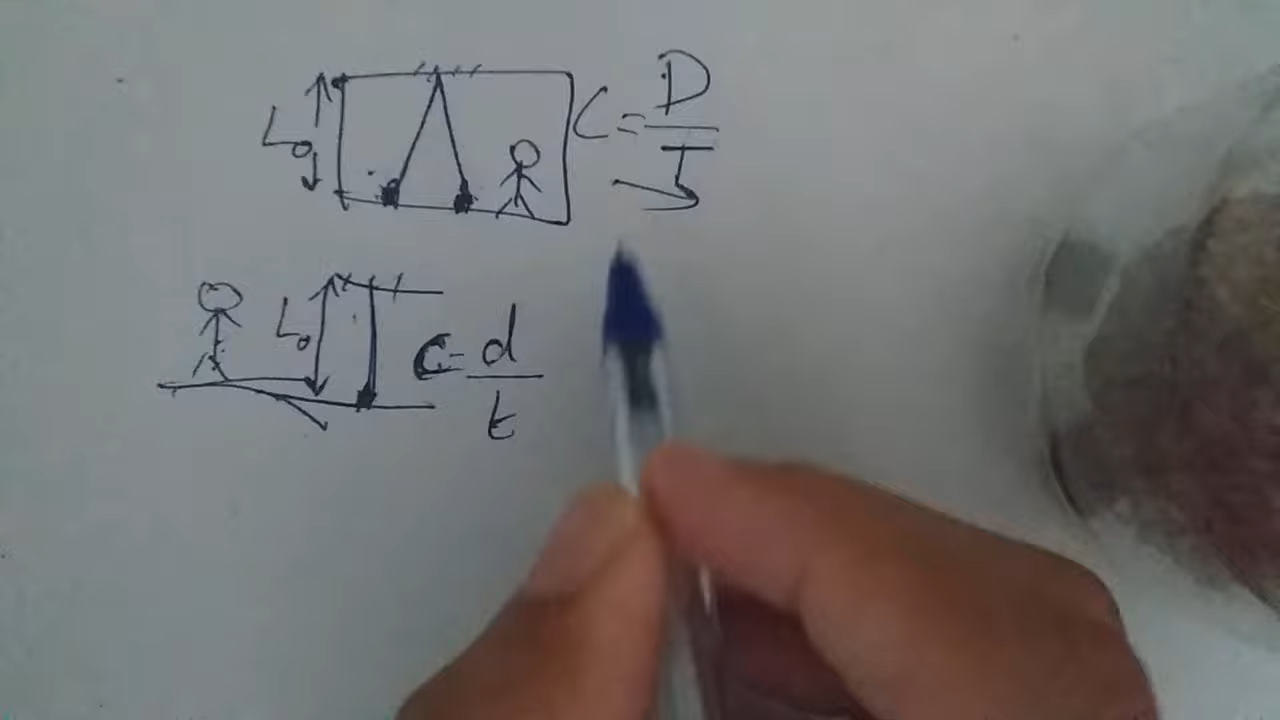 L₀
C = D / T
L₀
C = d / t